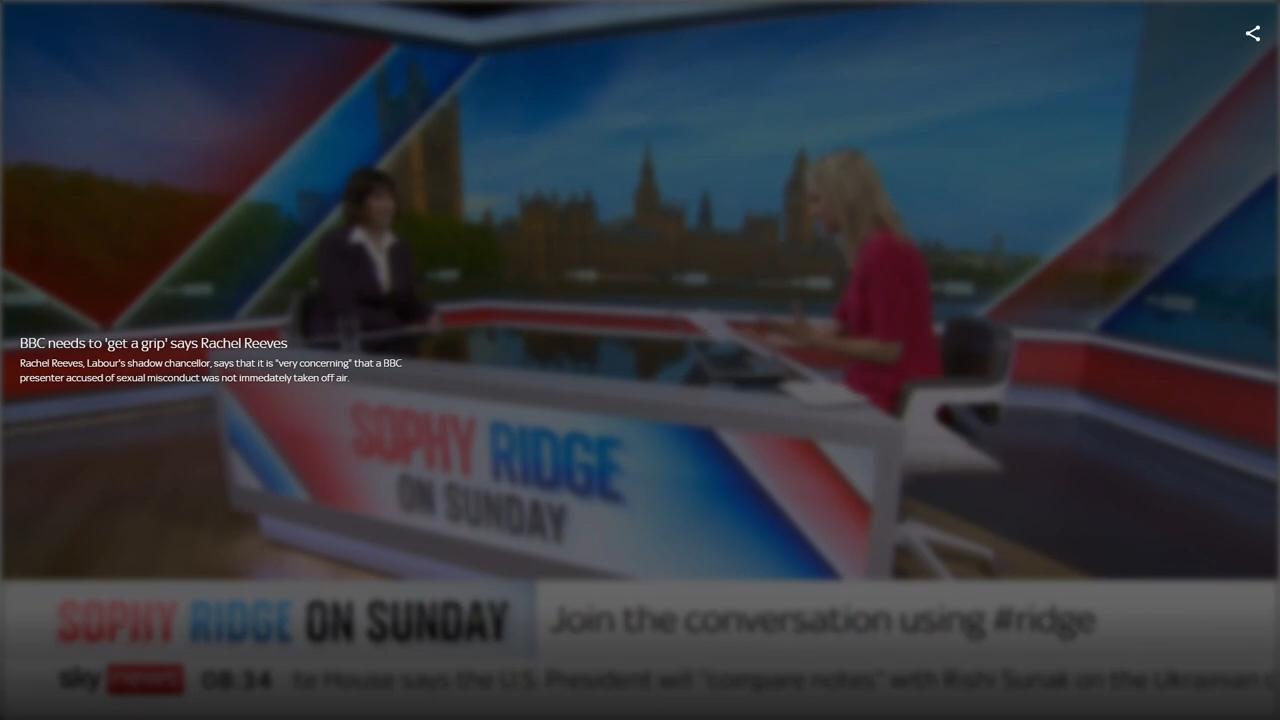 BBC needs to 'get a grip' says Rachel Reeves
Rachel Reeves, Labour's shadow chancellor, says that it is "very concerning" that a BBC
presenter accused of sexual misconduct was not immedately taken off air.
SOPHY RIDGE
ON SUNDAY
SOPHY RIDGE ON SUNDAY Join the conversation using #ridge
sky news 08:34 te House says the U.S. President will "compare notes" with Rishi Sunak on the Ukrainian